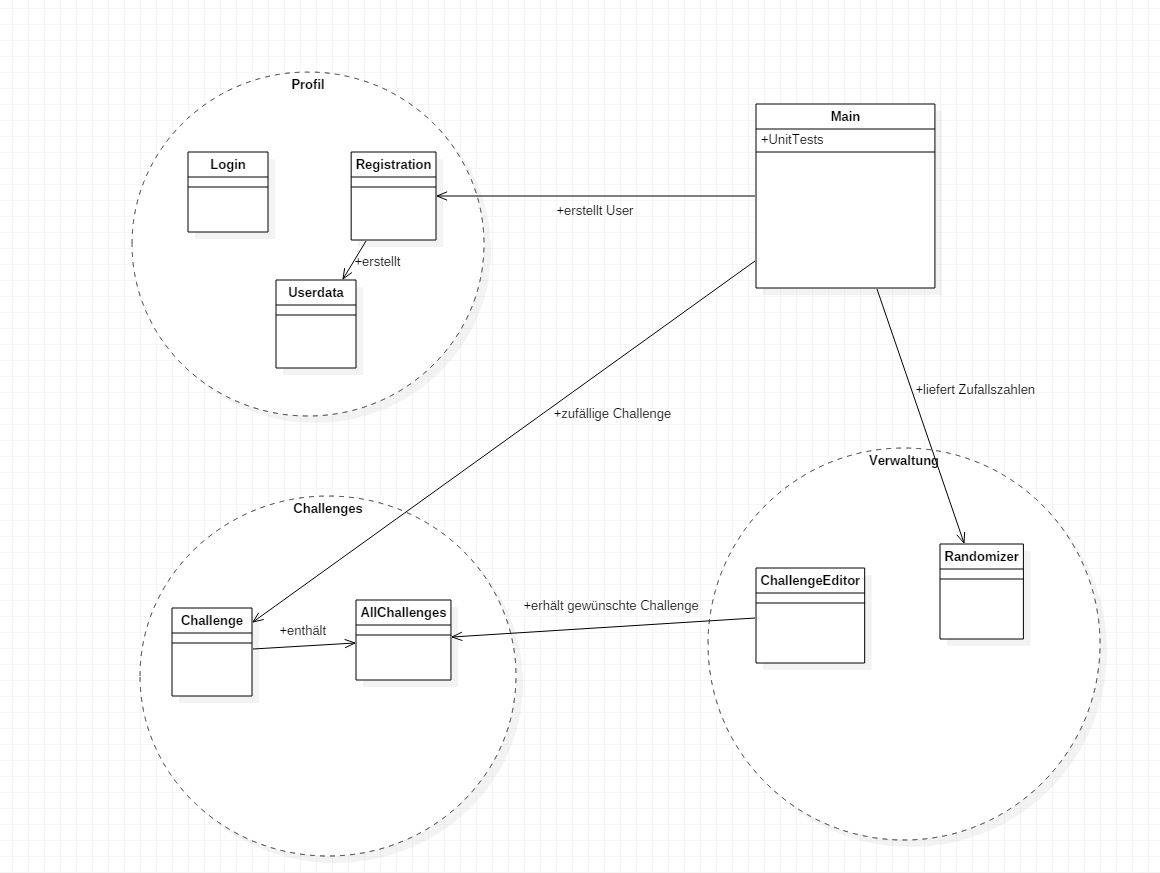 Profil
Main
+UnitTests
Login
Registration
+erstellt User
+erstellt
Userdata
+liefert Zufallszahlen
+zufällige Challenge
Verwaltung
Challenges
Randomizer
ChallengeEditor
+erhält gewünschte Challenge
AllChallenges
Challenge
+enthält